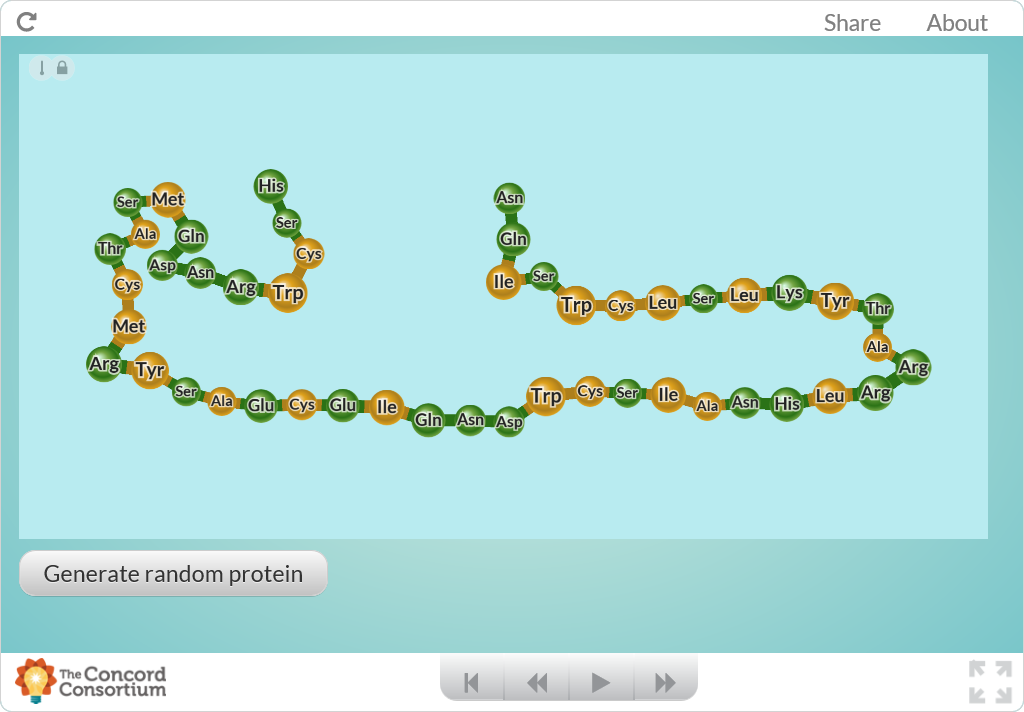 Share About
His
Ser
Cys
Trp
Arg
Asn
Asp
Gln
Met
Ser
Ala
Thr
Cys
Met
Arg
Tyr
Ser
Ala
Glu
Cys
Glu
Ile
Gln
Asn
Asp
Trp
Cys
Ser
Ile
Ala
Asn
His
Leu
Arg
Arg
Ala
Thr
Tyr
Lys
Leu
Ser
Leu
Cys
Trp
Ser
Ile
Gln
Asn
Generate random protein
The Concord
Consortium